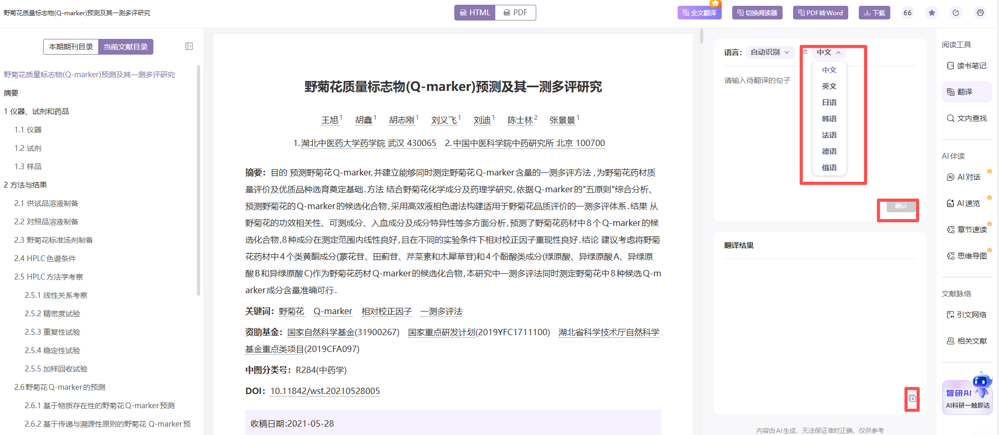 野菊花质量标志物(Q-marker)预测及其一测多评研究
HTML
PDF
全文翻译
切换阅读器
PDF转Word
下载
66
本期期刊目录
当前文献目录
野菊花质量标志物(Q-marker)预测及其一测多评研究
摘要
1 仪器、试剂和药品
1.1 仪器
1.2 试剂
1.3 样品
2 方法与结果
2.1 供试品溶液制备
2.2 对照品溶液制备
2.3 野菊花标准汤剂制备
2.4 HPLC色谱条件
2.5 HPLC方法学考察
2.5.1 线性关系考察
2.5.2 精密度试验
2.5.3 重复性试验
2.5.4 稳定性试验
2.5.5 加样回收试验
2.6野菊花Q-marker的预测
2.6.1 基于物质存在性的野菊花Q-marker预测
2.6.2 基于传递与溯源性原则的野菊花 Q-marker预
野菊花质量标志物(Q-marker)预测及其一测多评研究
王旭1 胡鑫1 胡志刚1 刘义飞1 刘迪1 陈士林2 张景景1
1.湖北中医药大学药学院 武汉 430065 2.中国中医科学院中药研究所 北京 100700
摘要：目的 预测野菊花Q-marker,并建立能够同时测定野菊花Q-marker含量的一测多评方法 ,为野菊花药材质
量评价及优质品种选育奠定基础.方法 结合野菊花化学成分及药理学研究,依据Q-marker的"五原则"综合分析、
预测野菊花的Q-marker的候选化合物,采用高效液相色谱法构建适用于野菊花品质评价的一测多评体系.结果 从
野菊花的功效相关性、可测成分、入血成分及成分特异性等多方面分析,预测了野菊花药材中8个Q-marker的候
选化合物,8种成分在测定范围内线性良好,且在不同的实验条件下相对校正因子重现性良好.结论 建议考虑将野菊
花药材中4个类黄酮成分(蒙花苷、田蓟苷、芹菜素和木犀草苷)和4个酚酸类成分(绿原酸、异绿原酸A、异绿原
酸B和异绿原酸C)作为野菊花药材Q-marker的候选化合物,本研究中一测多评法同时测定野菊花中8种候选Q-m
arker成分含量准确可行.
关键词：野菊花 Q-marker 相对校正因子 一测多评法
资助基金：国家自然科学基金(31900267) 国家重点研发计划(2019YFC1711100) 湖北省科学技术厅自然科学
基金重点类项目(2019CFA097)
中图分类号：R284(中药学)
DOI：10.11842/wst.20210528005
收稿日期:2021-05-28
语言：
自动识别
中文
中文
英文
日语
韩语
法语
德语
俄语
请输入待翻译的句子
确认
翻译结果
内容由AI生成，无法保证准时正确，仅供参考
阅读工具
读书笔记
翻译
文内查找
AI伴读
AI对话
AI速览
章节速读
思维导图
文献脉络
引文网络
相关文献
智研AI
AI科研一触即达